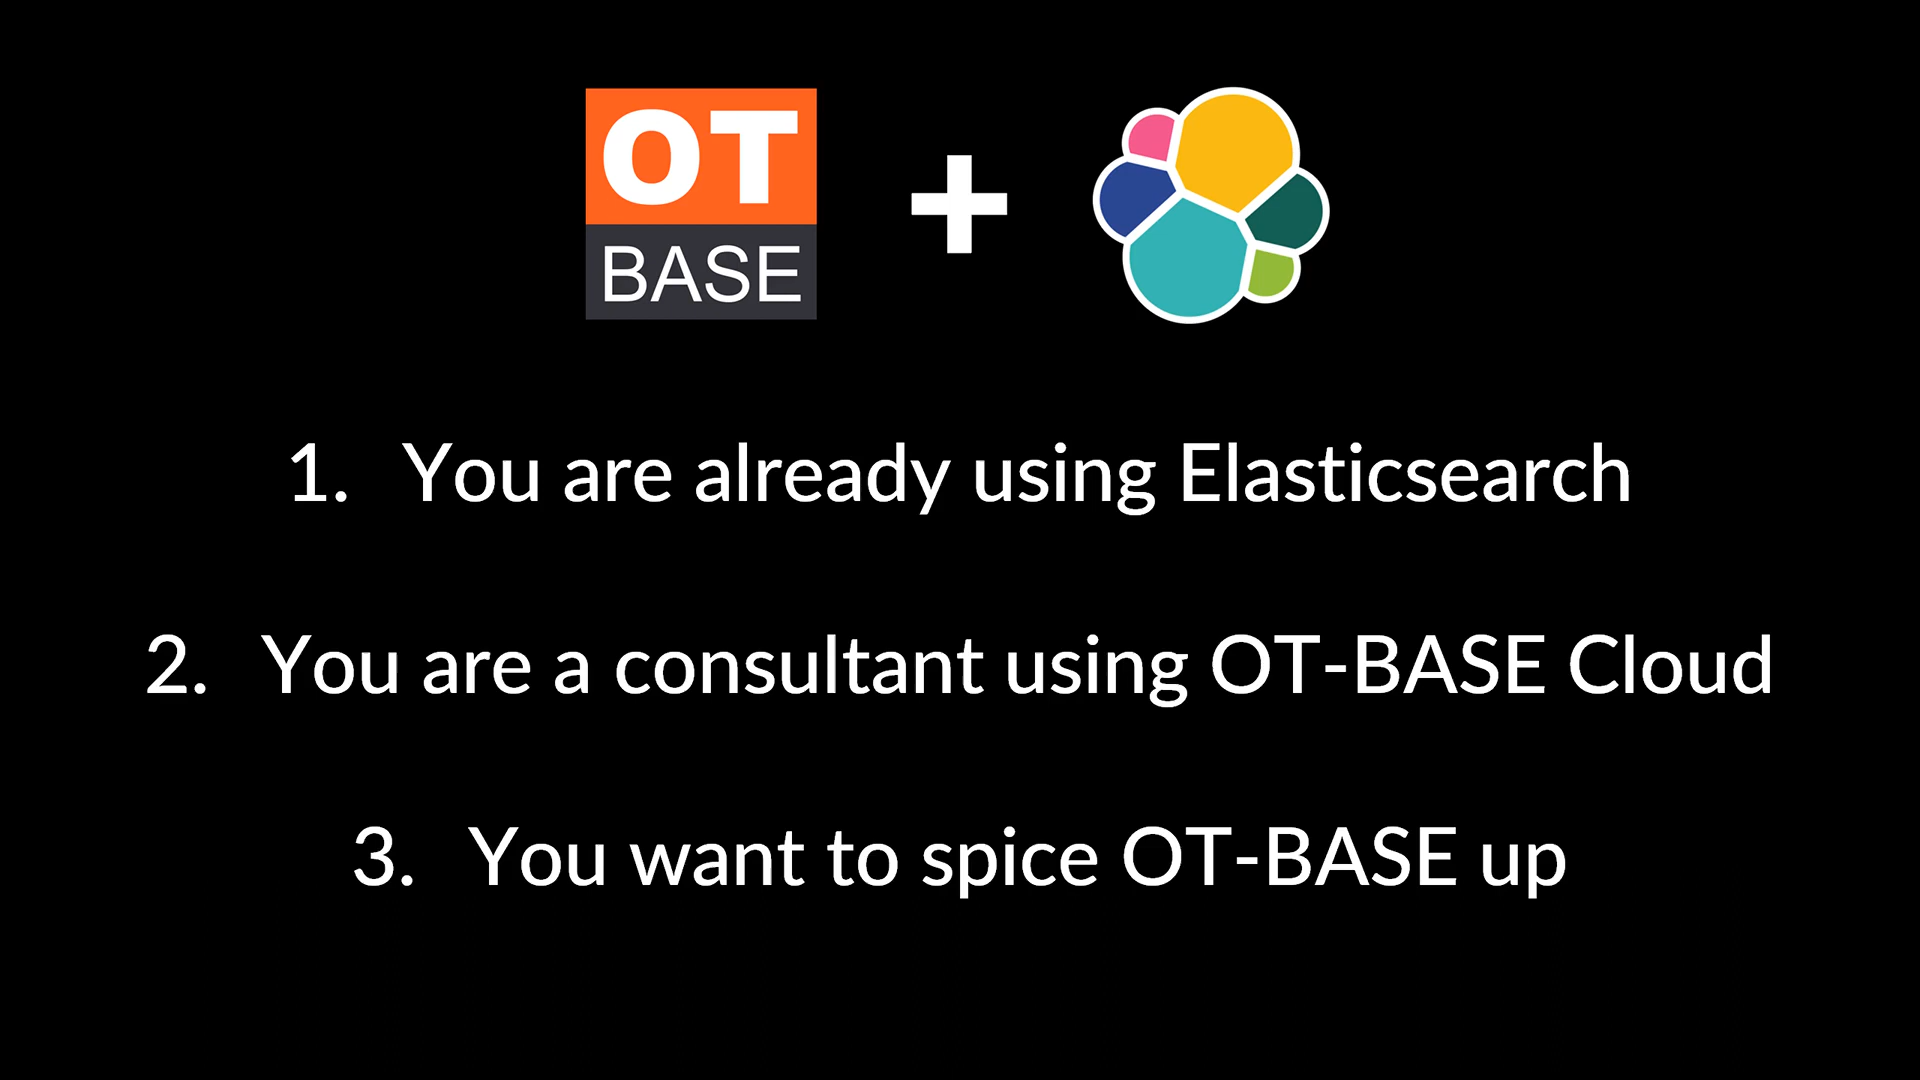 OT
BASE
+
1. You are already using Elasticsearch
2. You are a consultant using OT-BASE Cloud
3. You want to spice OT-BASE up